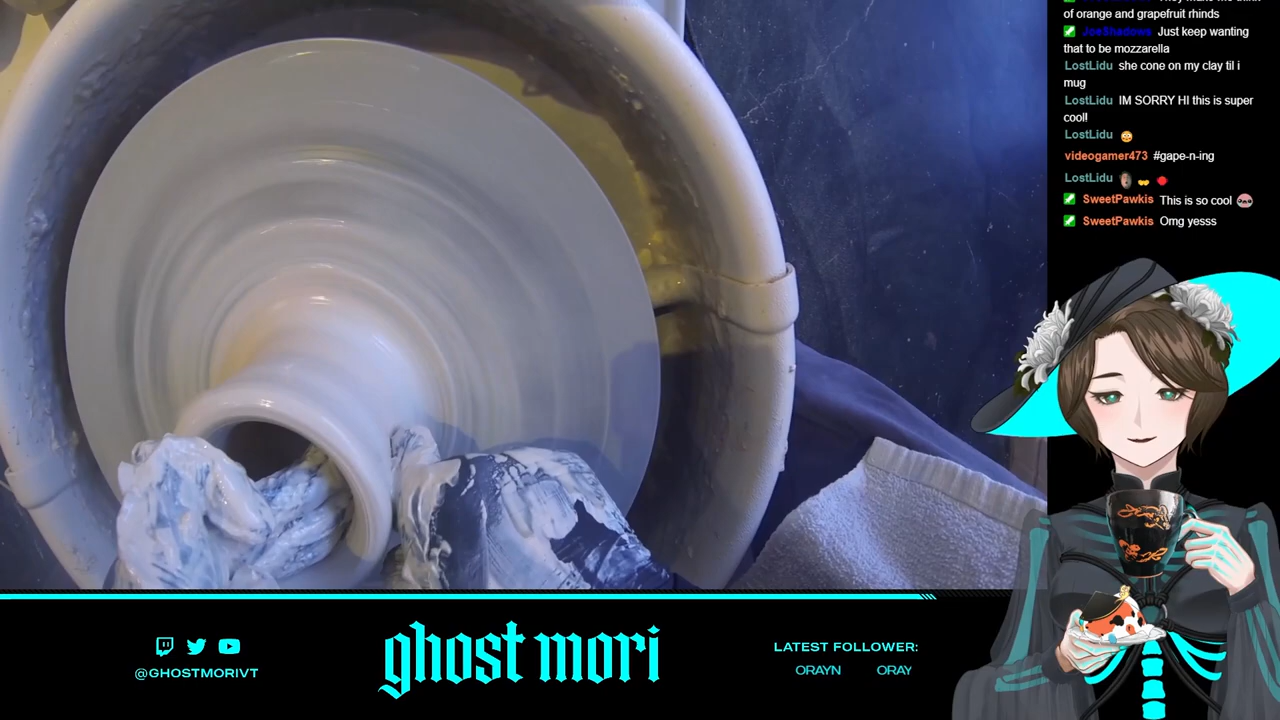 of orange and grapefruit rhinds
JoeShadows Just keep wanting
that to be mozzarella
LostLidu she cone on my clay til i
mug
LostLidu IM SORRY HI this is super
cool!
LostLidu
videogamer473 #gape-n-ing
LostLidu
SweetPawkis This is so cool
SweetPawkis Omg yesss
ghost mori
@GHOSTMORIVT
LATEST FOLLOWER:
ORAYN ORAY